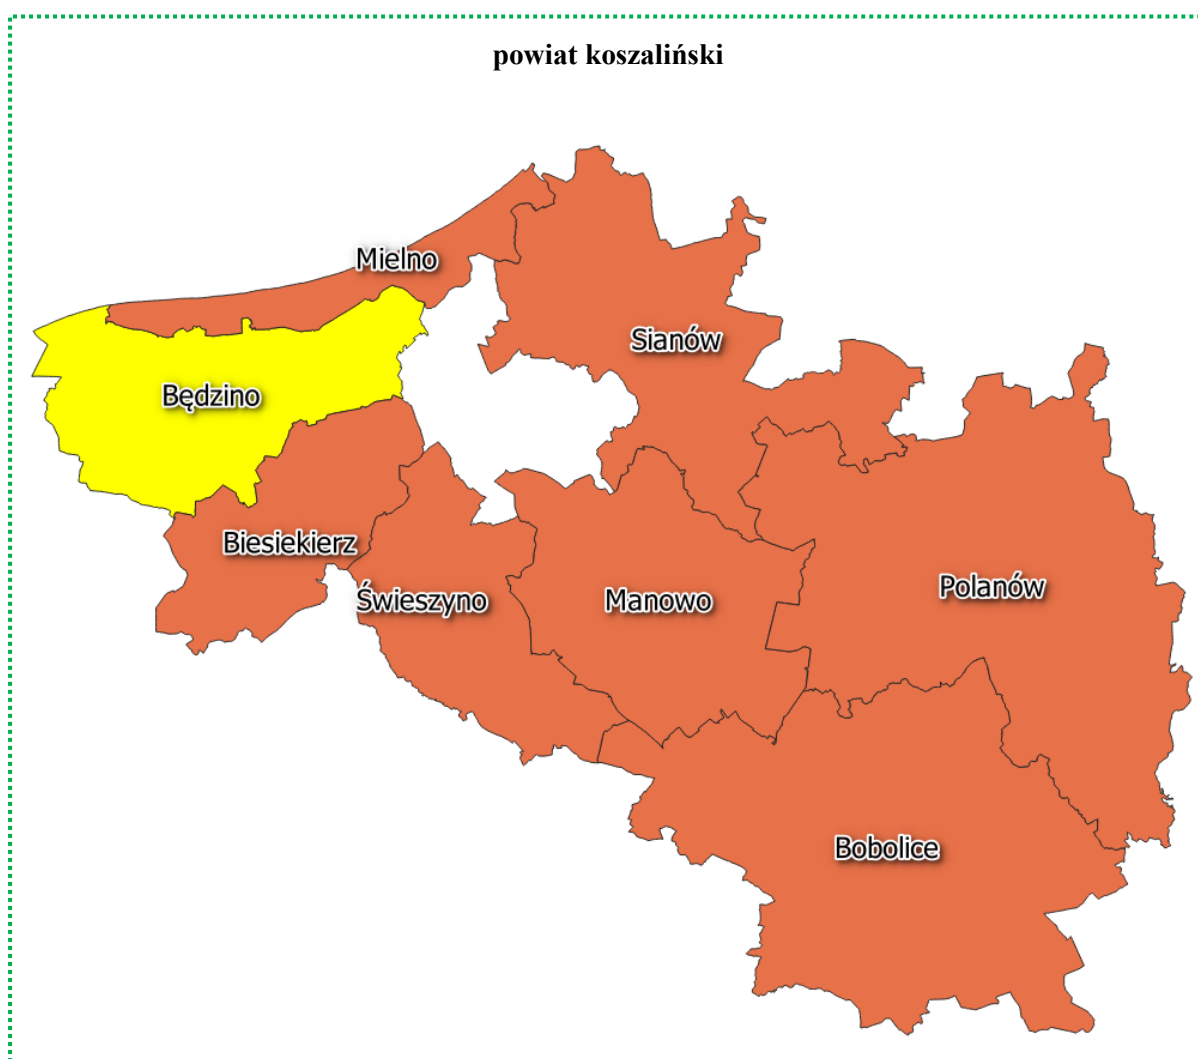 powiat koszaliński
Mielno
Sianów
Będzino
Biesiekierz
Świeszyno
Manowo
Polanów
Bobolice